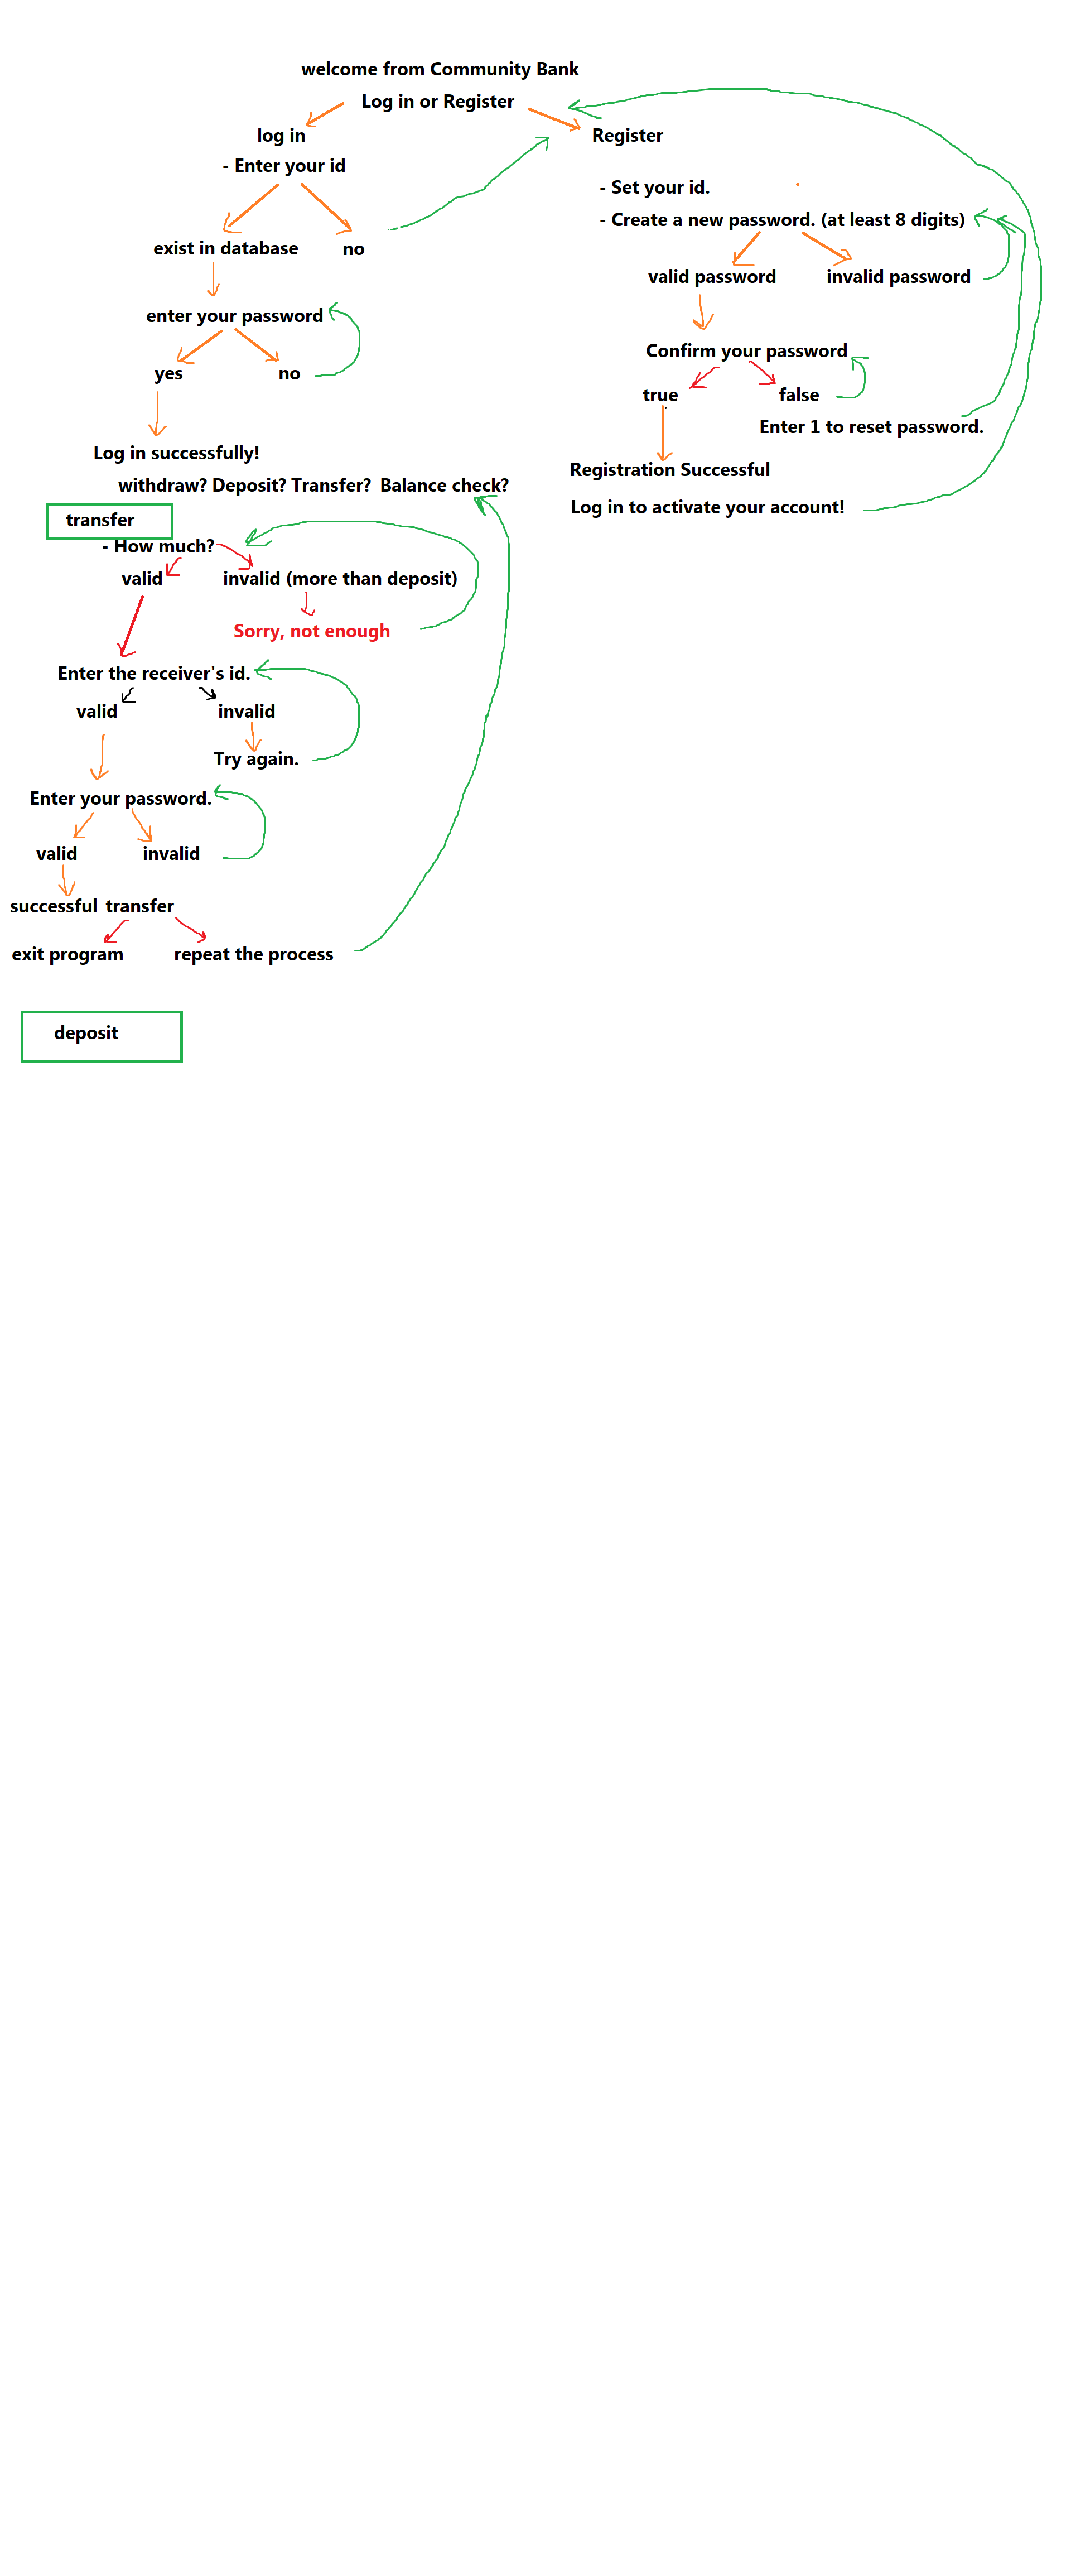 welcome from Community Bank
Log in or Register
log in
- Enter your id
exist in database
no
enter your password
yes
no
Log in successfully!
withdraw? Deposit? Transfer? Balance check?
transfer
- How much?
valid
invalid (more than deposit)
Sorry, not enough
Enter the receiver's id.
valid
invalid
Try again.
Enter your password.
valid
invalid
successful transfer
exit program
repeat the process
deposit
Register
- Set your id.
- Create a new password. (at least 8 digits)
valid password
invalid password
Confirm your password
true
false
Enter 1 to reset password.
Registration Successful
Log in to activate your account!